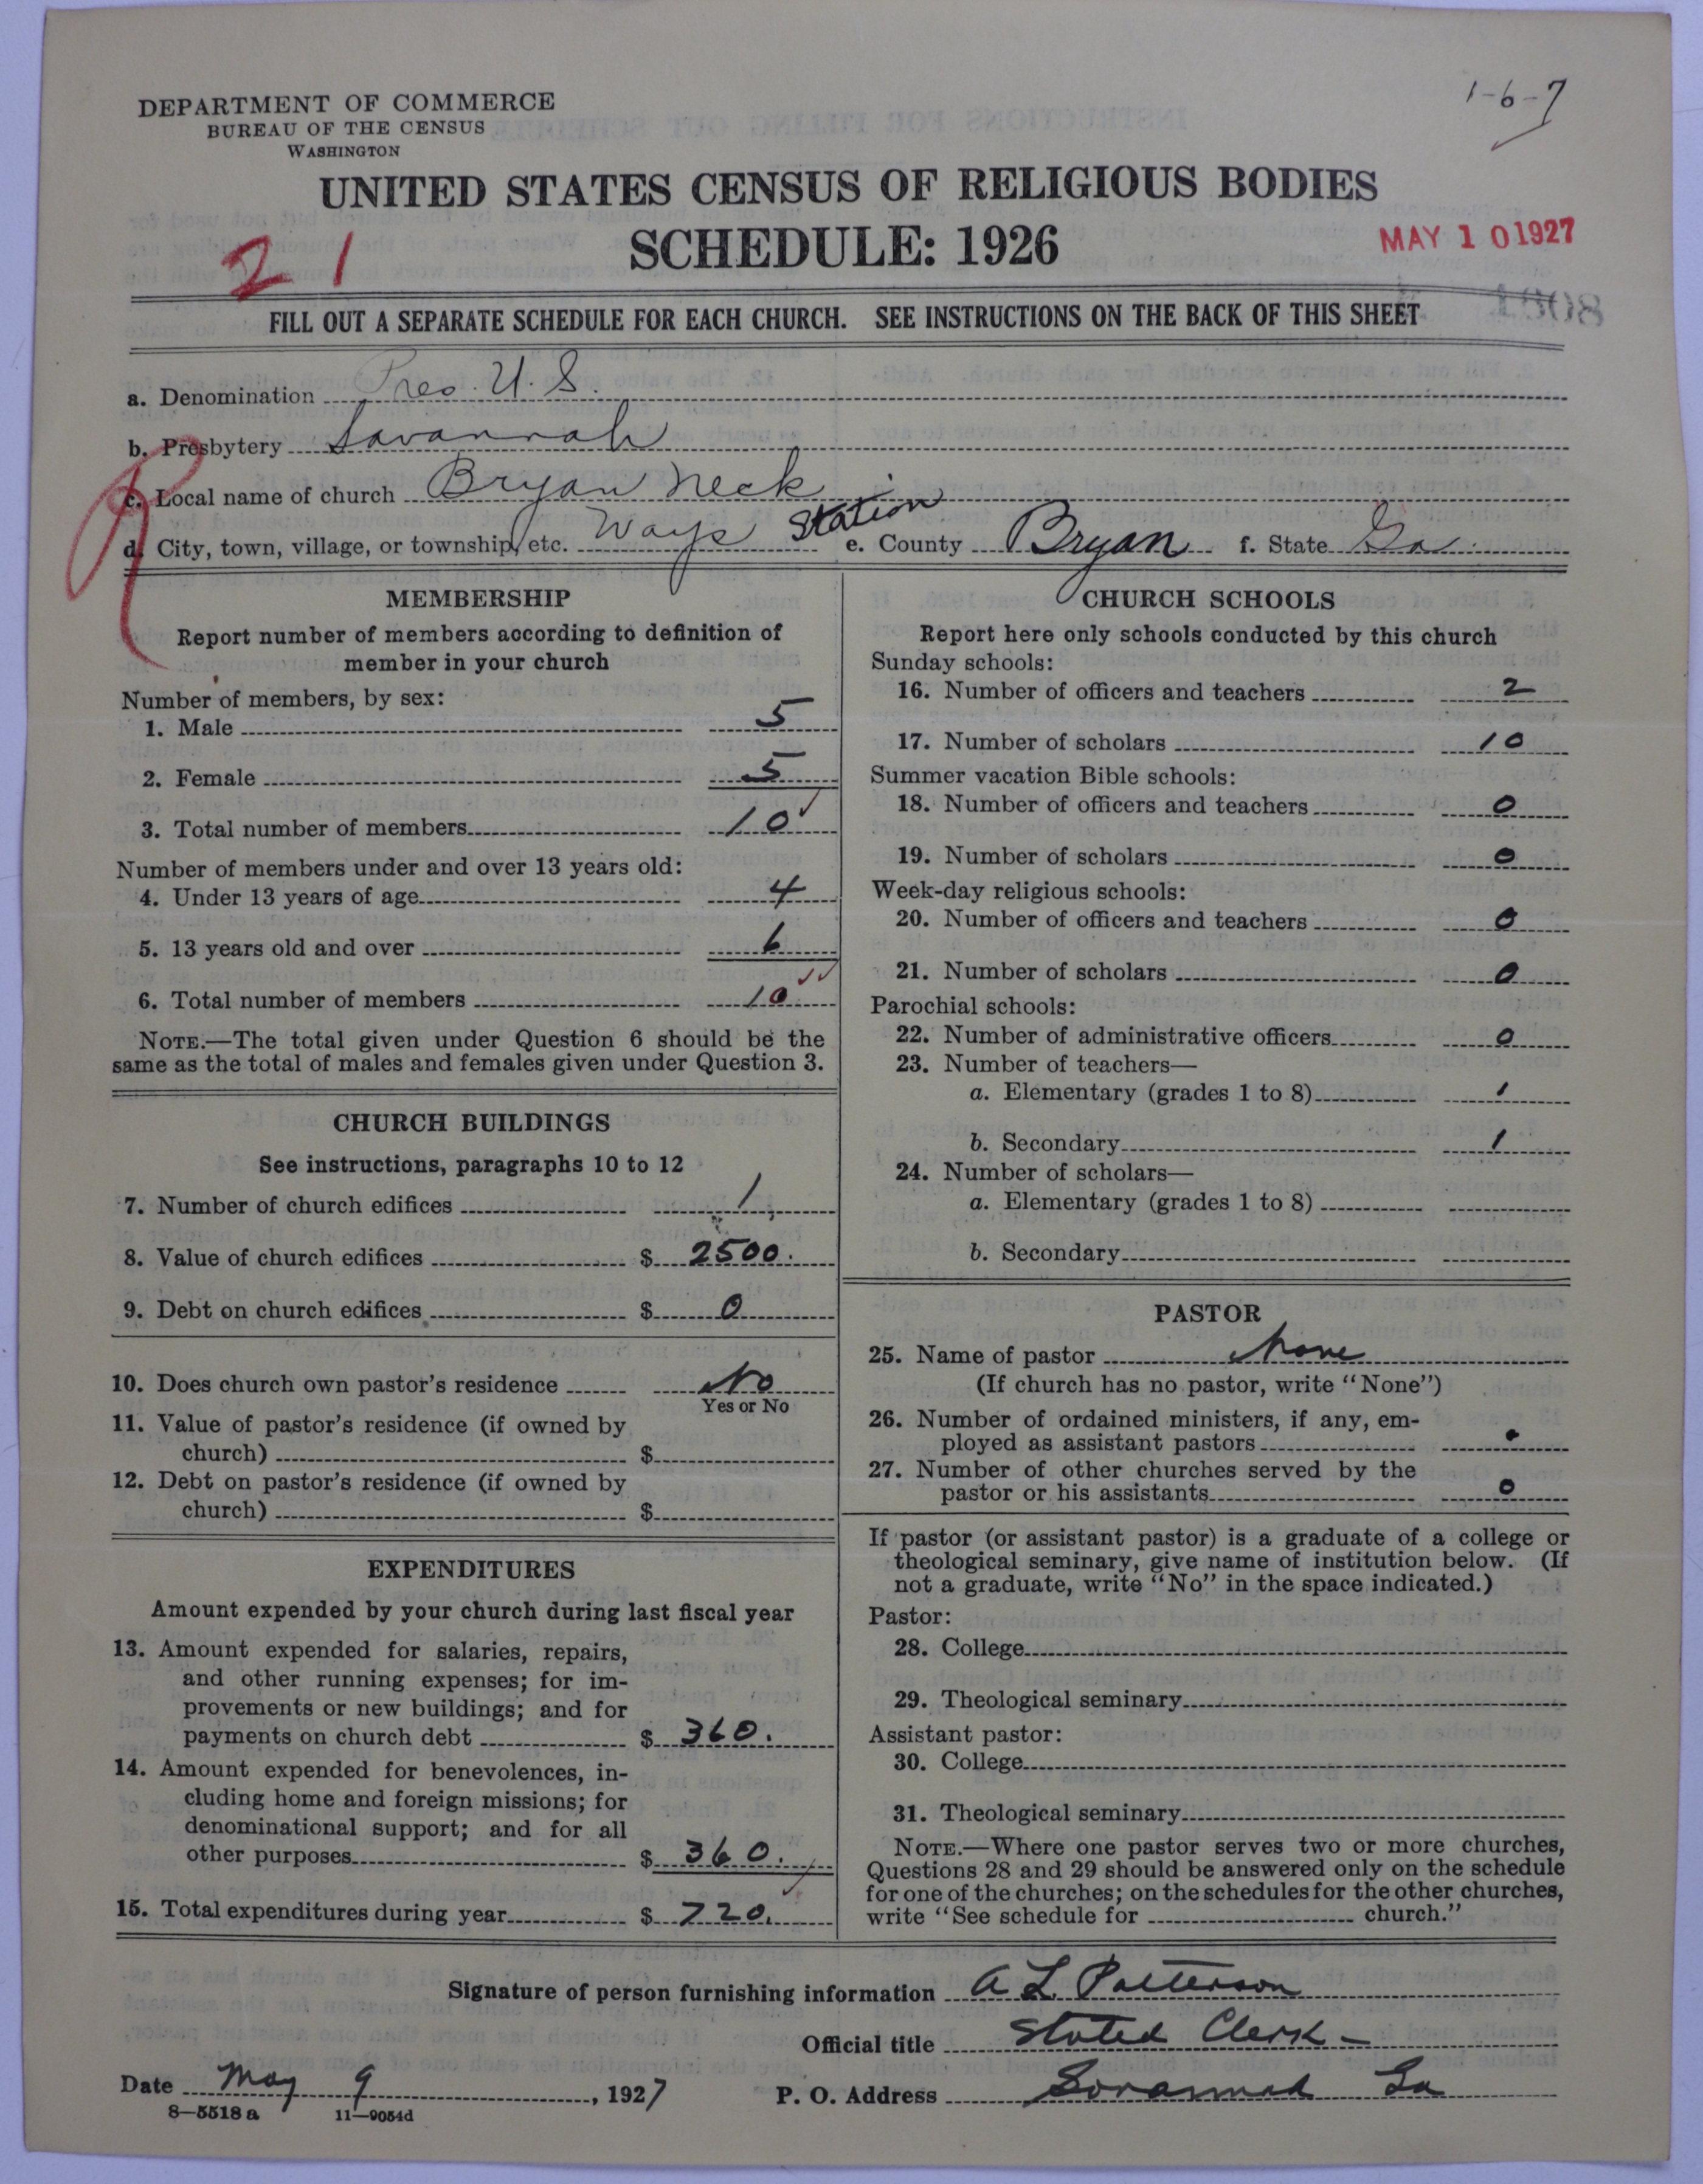 1-6-7
DEPARTMENT OF COMMERCE
BUREAU OF THE CENSUS
WASHINGTON
UNITED STATES CENSUS OF RELIGIOUS BODIES
SCHEDULE: 1926
MAY 10 1927
2 1
FILL OUT A SEPARATE SCHEDULE FOR EACH CHURCH. SEE INSTRUCTIONS ON THE BACK OF THIS SHEET
a. Denomination Pres. U. S.
b. Presbytery Savannah
R
c. Local name of church Bryan Neck
d. City, town, village, or township, etc. Ways Station e. County Bryan f. State Ga.
MEMBERSHIP
Report number of members according to definition of
member in your church
Number of members, by sex:
1. Male 5
2. Female 5
3. Total number of members 10 ✓
Number of members under and over 13 years old:
4. Under 13 years of age 4
5. 13 years old and over 6
6. Total number of members 10 ✓✓
NOTE.—The total given under Question 6 should be the
same as the total of males and females given under Question 3.
CHURCH BUILDINGS
See instructions, paragraphs 10 to 12
7. Number of church edifices 1
8. Value of church edifices $ 2500.
9. Debt on church edifices $ 0
10. Does church own pastor's residence No
Yes or No
11. Value of pastor's residence (if owned by
church) $
12. Debt on pastor's residence (if owned by
church) $
EXPENDITURES
Amount expended by your church during last fiscal year
13. Amount expended for salaries, repairs,
and other running expenses; for im-
provements or new buildings; and for
payments on church debt $ 360.
14. Amount expended for benevolences, in-
cluding home and foreign missions; for
denominational support; and for all
other purposes $ 360.
15. Total expenditures during year $ 720. ✓
CHURCH SCHOOLS
Report here only schools conducted by this church
Sunday schools:
16. Number of officers and teachers 2
17. Number of scholars 10
Summer vacation Bible schools:
18. Number of officers and teachers 0
19. Number of scholars 0
Week-day religious schools:
20. Number of officers and teachers 0
21. Number of scholars 0
Parochial schools:
22. Number of administrative officers 0
23. Number of teachers—
a. Elementary (grades 1 to 8) 1
b. Secondary 1
24. Number of scholars—
a. Elementary (grades 1 to 8)
b. Secondary
PASTOR
25. Name of pastor None
(If church has no pastor, write "None")
26. Number of ordained ministers, if any, em-
ployed as assistant pastors
27. Number of other churches served by the
pastor or his assistants 0
If pastor (or assistant pastor) is a graduate of a college or
theological seminary, give name of institution below. (If
not a graduate, write "No" in the space indicated.)
Pastor:
28. College
29. Theological seminary
Assistant pastor:
30. College
31. Theological seminary
NOTE.—Where one pastor serves two or more churches,
Questions 28 and 29 should be answered only on the schedule
for one of the churches; on the schedules for the other churches,
write "See schedule for church."
Signature of person furnishing information A L Patterson
Official title Stated Clerk -
Date May 9, 1927 P. O. Address Savannah Ga
8—5518 a 11—9054d